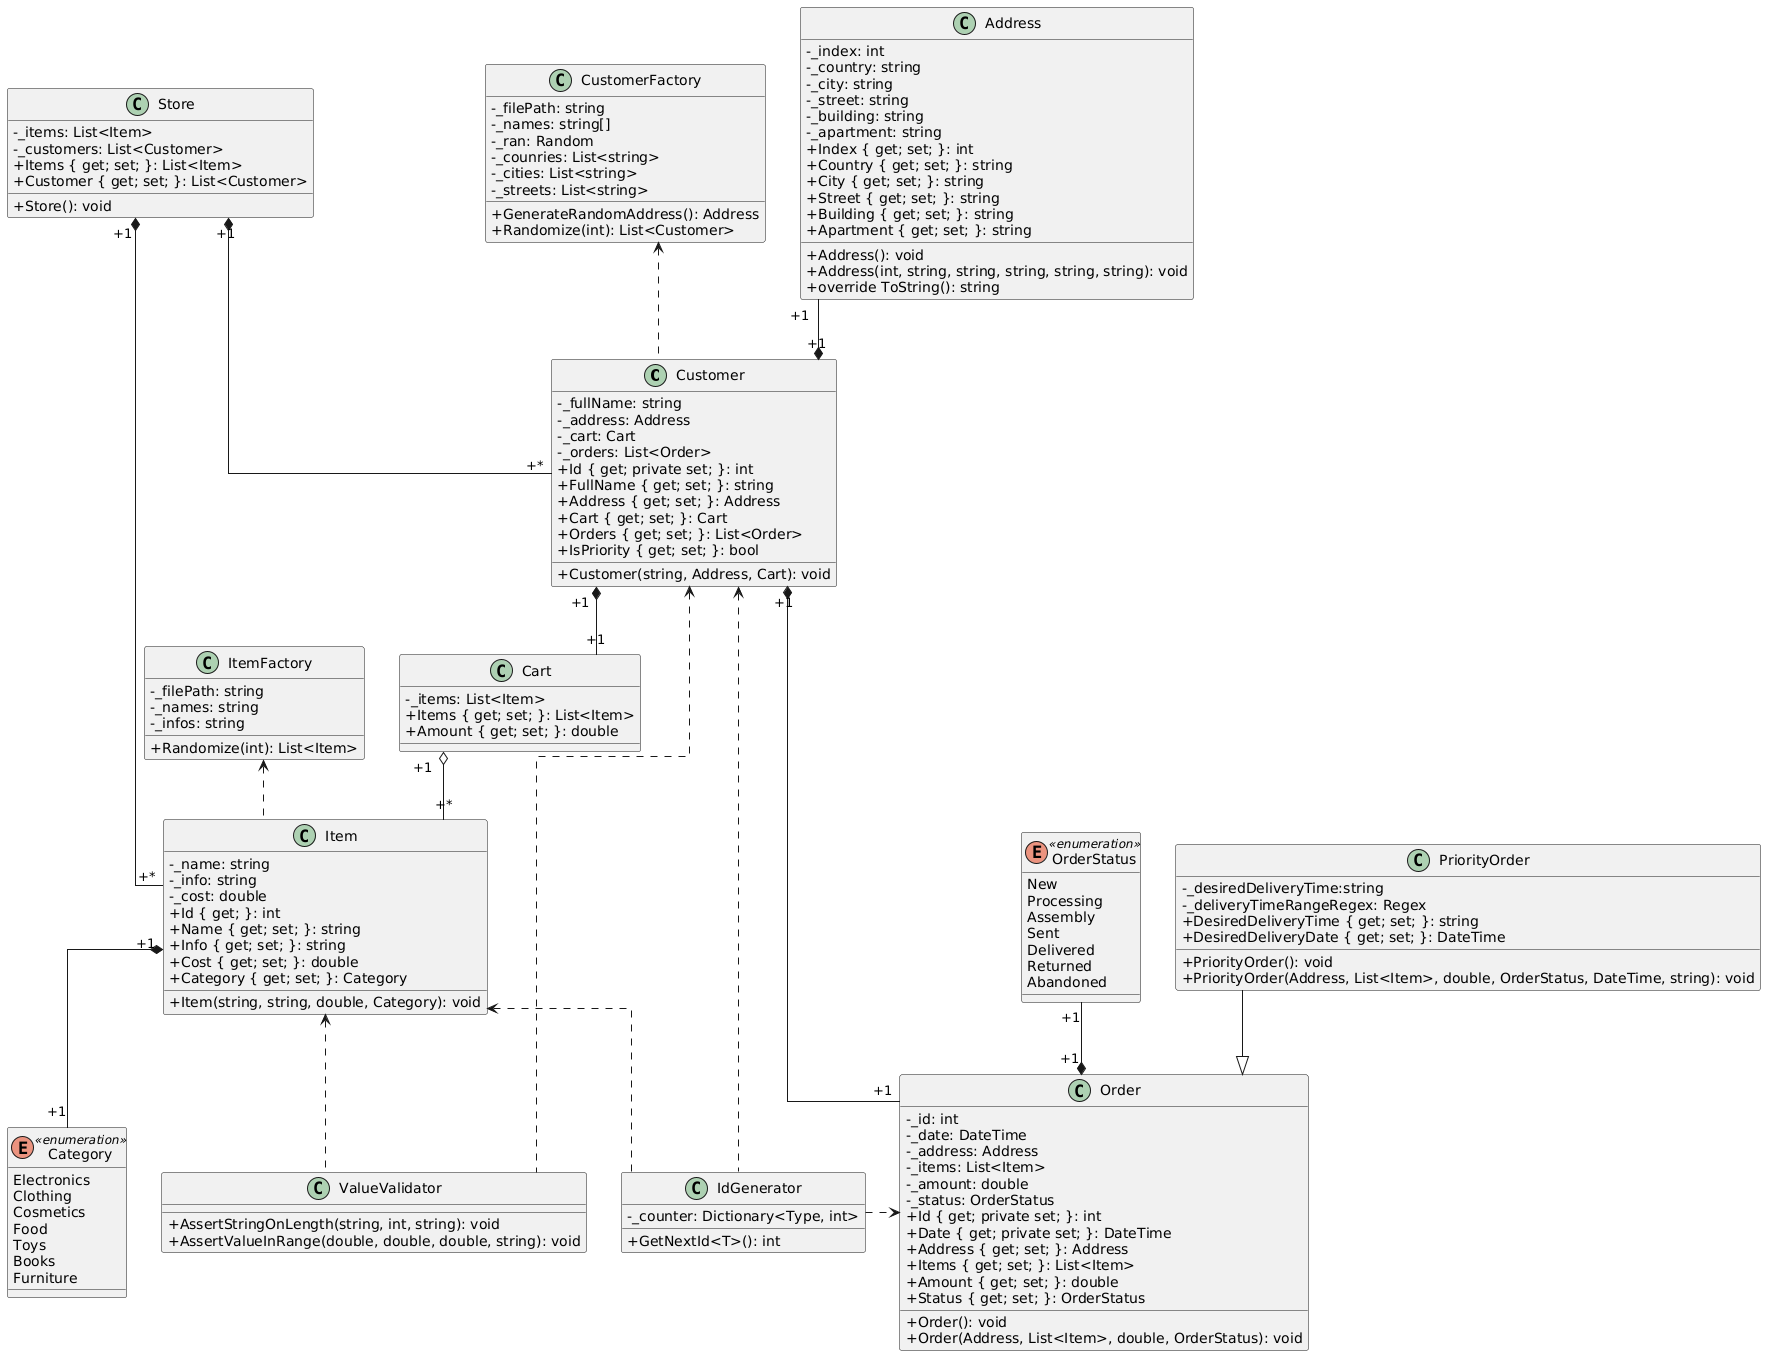 C Address
-_index: int
-_country: string
-_city: string
-_street: string
-_building: string
-_apartment: string
+Index { get; set; }: int
+Country { get; set; }: string
+City { get; set; }: string
+Street { get; set; }: string
+Building { get; set; }: string
+Apartment { get; set; }: string
+Address(): void
+Address(int, string, string, string, string, string): void
+override ToString(): string
C CustomerFactory
-_filePath: string
-_names: string[]
-_ran: Random
-_counries: List<string>
-_cities: List<string>
-_streets: List<string>
+GenerateRandomAddress(): Address
+Randomize(int): List<Customer>
C Store
-_items: List<Item>
-_customers: List<Customer>
+Items { get; set; }: List<Item>
+Customer { get; set; }: List<Customer>
+Store(): void
+1
+1
+1
+1
C Customer
-_fullName: string
-_address: Address
-_cart: Cart
-_orders: List<Order>
+Id { get; private set; }: int
+FullName { get; set; }: string
+Address { get; set; }: Address
+Cart { get; set; }: Cart
+Orders { get; set; }: List<Order>
+IsPriority { get; set; }: bool
+Customer(string, Address, Cart): void
+*
+1
+1
+1
C ItemFactory
-_filePath: string
-_names: string
-_infos: string
+Randomize(int): List<Item>
C Cart
-_items: List<Item>
+Items { get; set; }: List<Item>
+Amount { get; set; }: double
+1
+*
C Item
-_name: string
-_info: string
-_cost: double
+Id { get; }: int
+Name { get; set; }: string
+Info { get; set; }: string
+Cost { get; set; }: double
+Category { get; set; }: Category
+Item(string, string, double, Category): void
+*
+1
+1
E «enumeration»
OrderStatus
New
Processing
Assembly
Sent
Delivered
Returned
Abandoned
C PriorityOrder
-_desiredDeliveryTime:string
-_deliveryTimeRangeRegex: Regex
+DesiredDeliveryTime { get; set; }: string
+DesiredDeliveryDate { get; set; }: DateTime
+PriorityOrder(): void
+PriorityOrder(Address, List<Item>, double, OrderStatus, DateTime, string): void
+1
+1
+1
E «enumeration»
Category
Electronics
Clothing
Cosmetics
Food
Toys
Books
Furniture
C ValueValidator
+AssertStringOnLength(string, int, string): void
+AssertValueInRange(double, double, double, string): void
C IdGenerator
-_counter: Dictionary<Type, int>
+GetNextId<T>(): int
C Order
-_id: int
-_date: DateTime
-_address: Address
-_items: List<Item>
-_amount: double
-_status: OrderStatus
+Id { get; private set; }: int
+Date { get; private set; }: DateTime
+Address { get; set; }: Address
+Items { get; set; }: List<Item>
+Amount { get; set; }: double
+Status { get; set; }: OrderStatus
+Order(): void
+Order(Address, List<Item>, double, OrderStatus): void